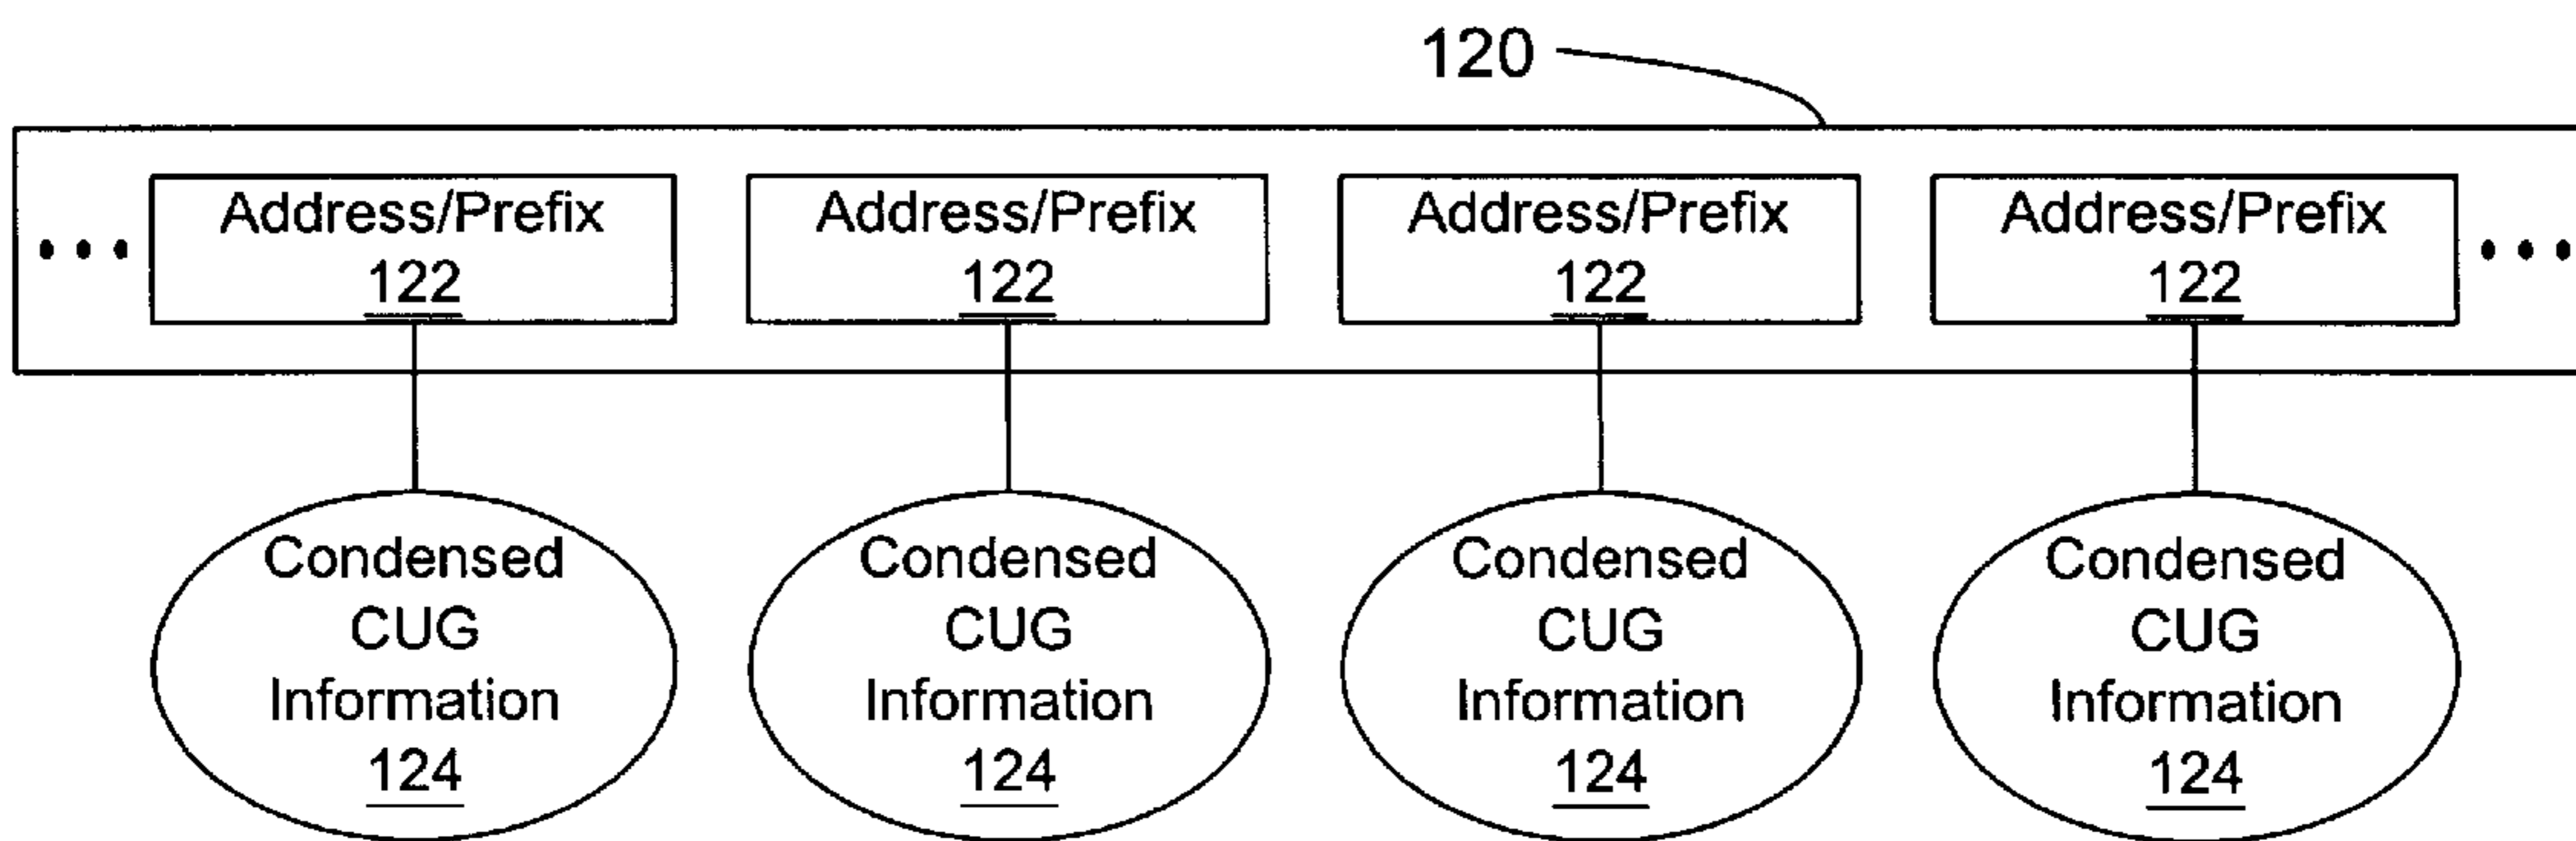 120
Address/Prefix Address/Prefix Address/Prefix Address/Prefix
••• 122 122 122 122 •••
Condensed Condensed Condensed Condensed
CUG CUG CUG CUG
Information Information Information Information
124 124 124 124